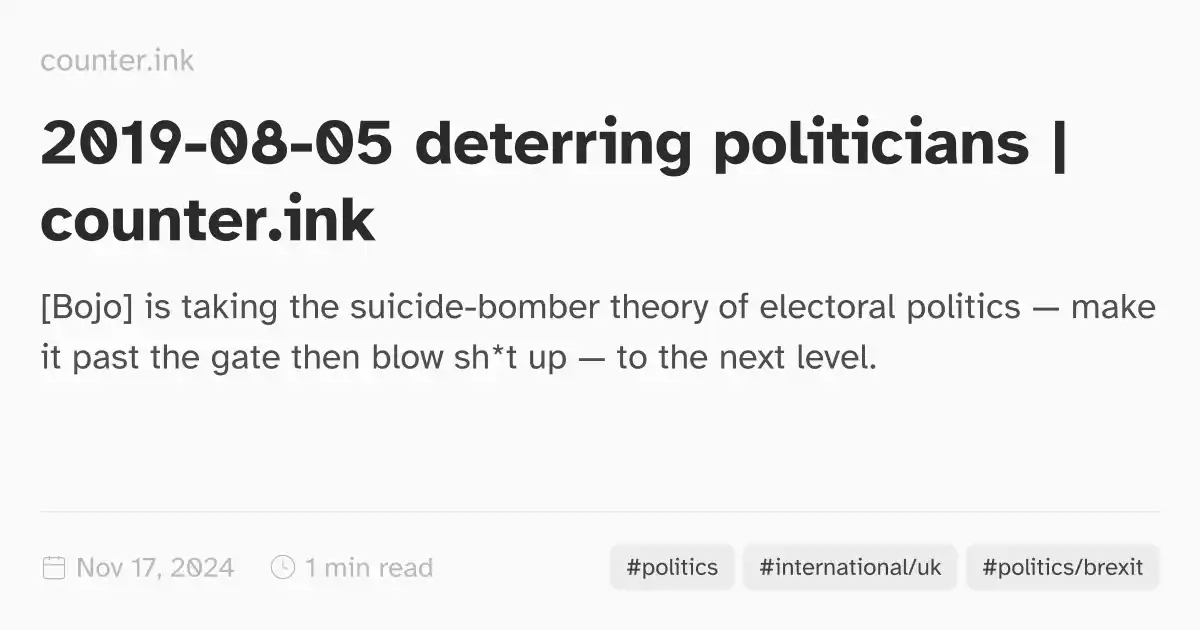 counter.ink
2019-08-05 deterring politicians |
counter.ink
[Bojo] is taking the suicide-bomber theory of electoral politics — make
it past the gate then blow sh*t up — to the next level.
Nov 17, 2024 1 min read #politics #international/uk #politics/brexit